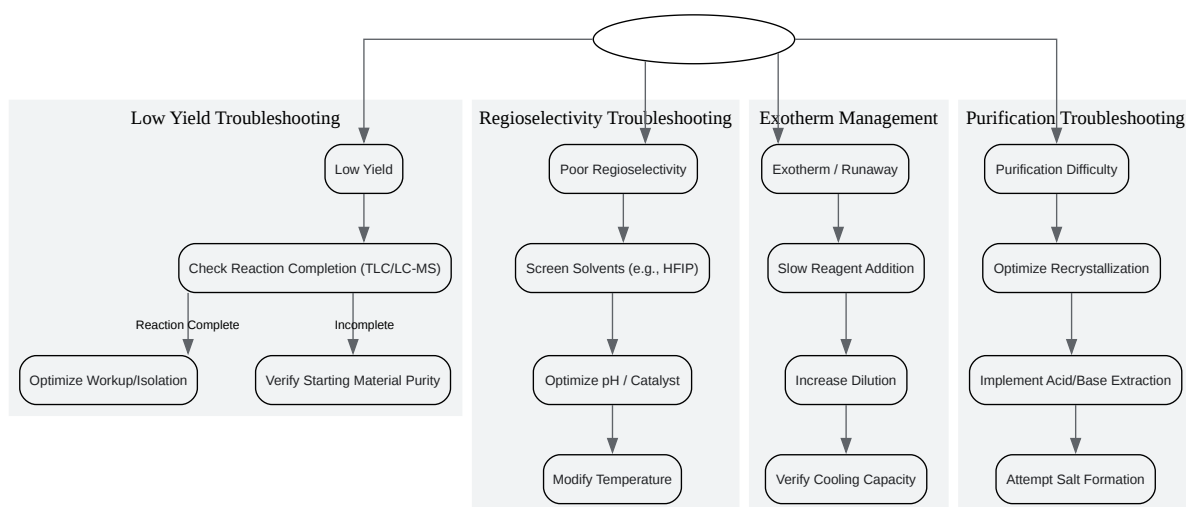 Low Yield Troubleshooting
Regioselectivity Troubleshooting
Exotherm Management
Purification Troubleshooting
Low Yield
Poor Regioselectivity
Exotherm / Runaway
Purification Difficulty
Check Reaction Completion (TLC/LC-MS)
Screen Solvents (e.g., HFIP)
Slow Reagent Addition
Optimize Recrystallization
Reaction Complete
Incomplete
Optimize Workup/Isolation
Verify Starting Material Purity
Optimize pH / Catalyst
Increase Dilution
Implement Acid/Base Extraction
Modify Temperature
Verify Cooling Capacity
Attempt Salt Formation